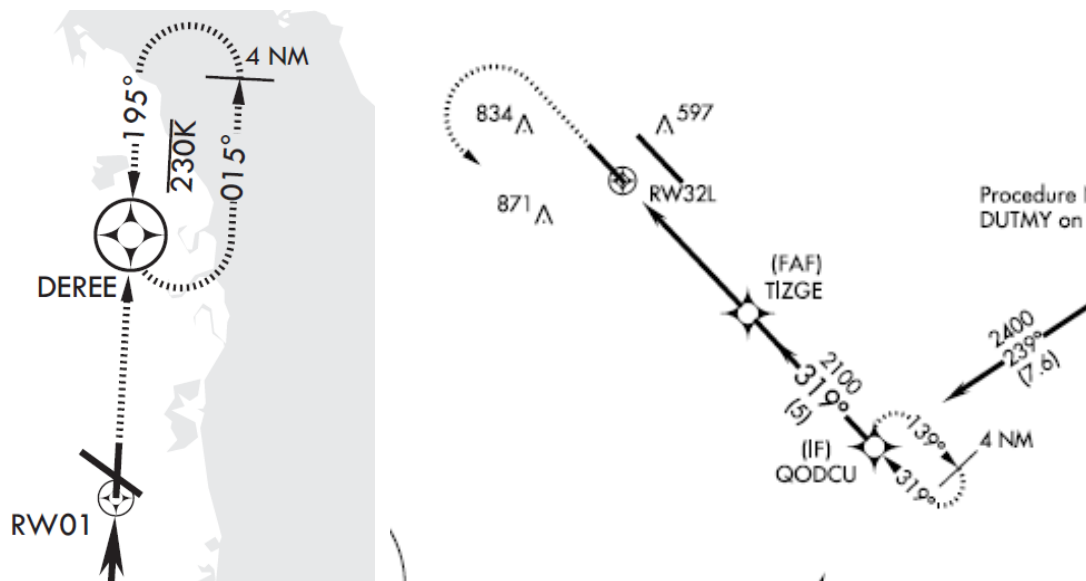 4 NM
195°
230K
015°
DEREE
RW01
834
597
871
RW32L
Procedure
DUTMY on
(FAF)
TIZGE
2400
239°
(7.6)
2100
319°
(5)
139°
4 NM
(IF)
QODCU
319°